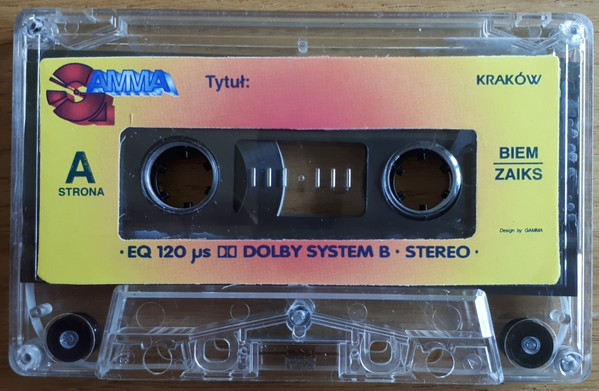 GAMMA
Tytuł:
KRAKÓW
A
STRONA
BIEM
ZAIKS
Design by GAMMA
· EQ 120 µs DOLBY SYSTEM B · STEREO ·